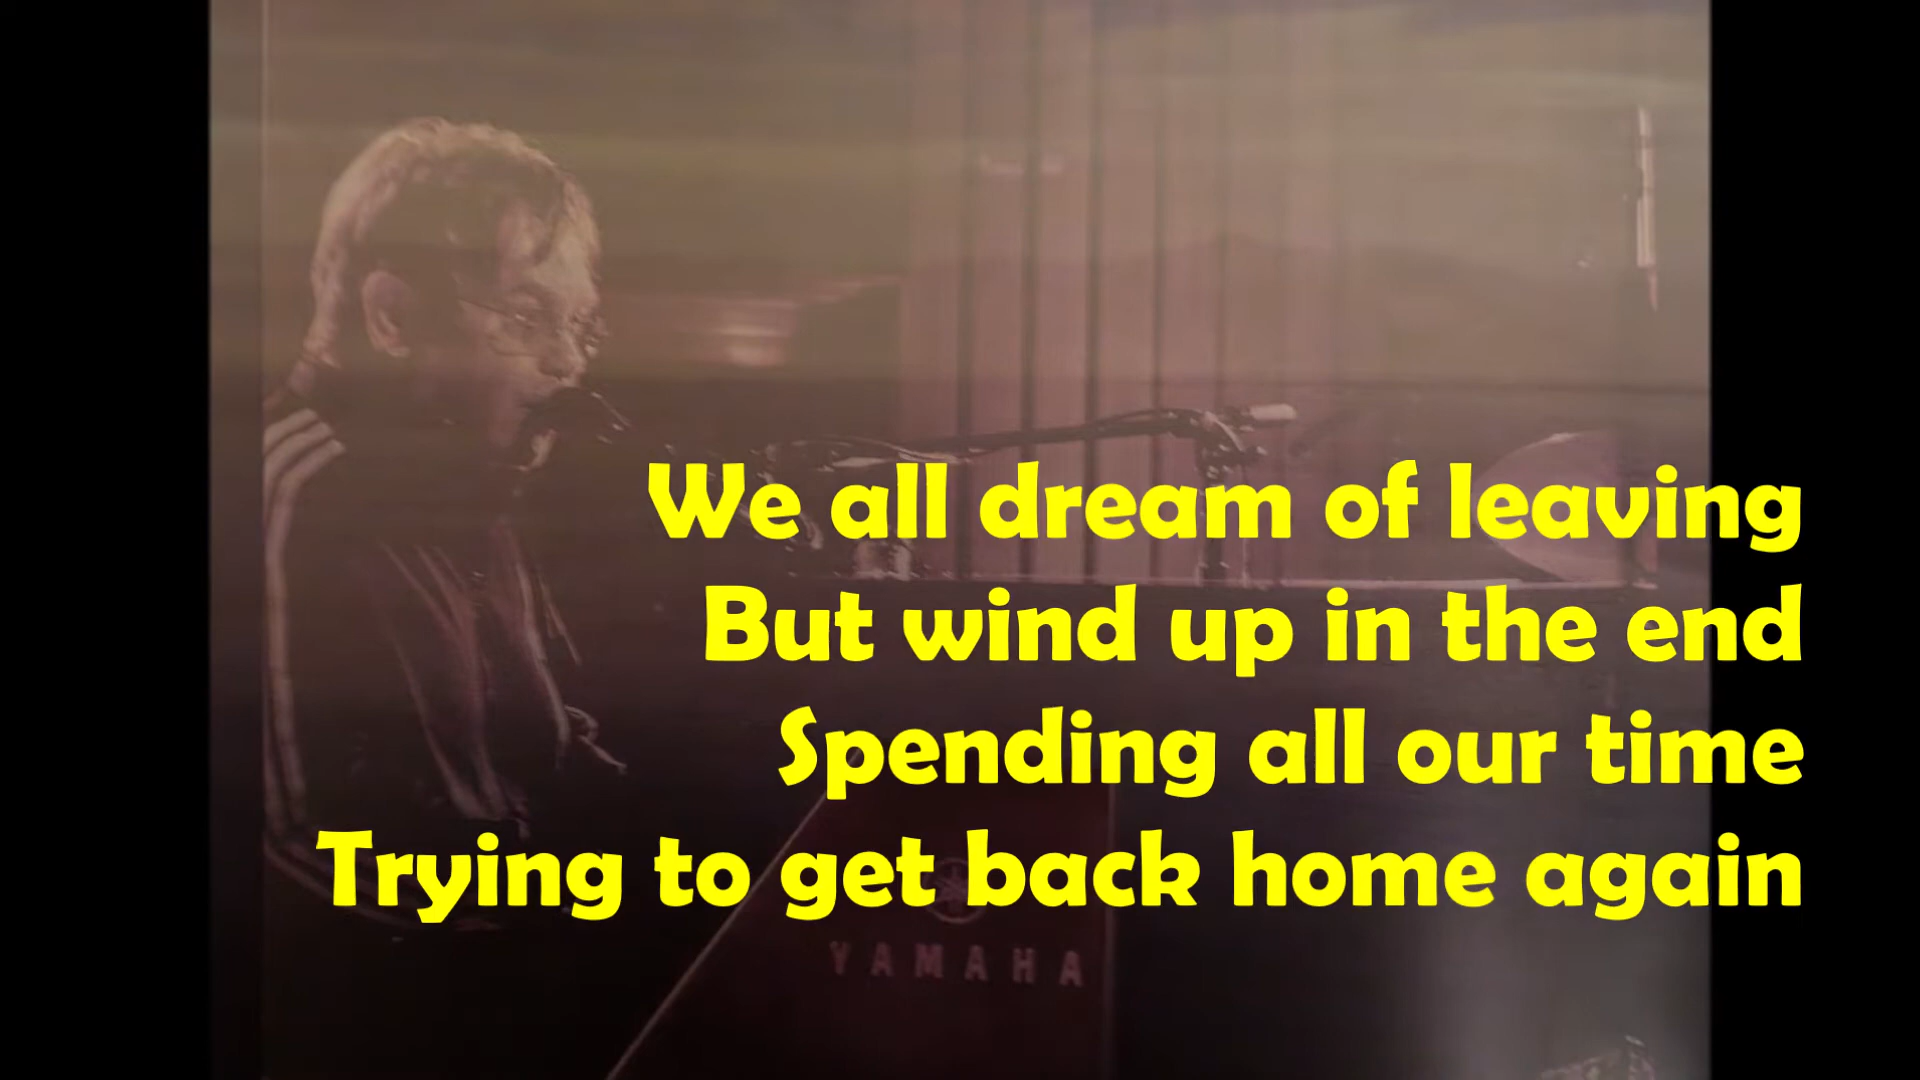 We all dream of leaving
But wind up in the end
Spending all our time
Trying to get back home again
YAMAHA